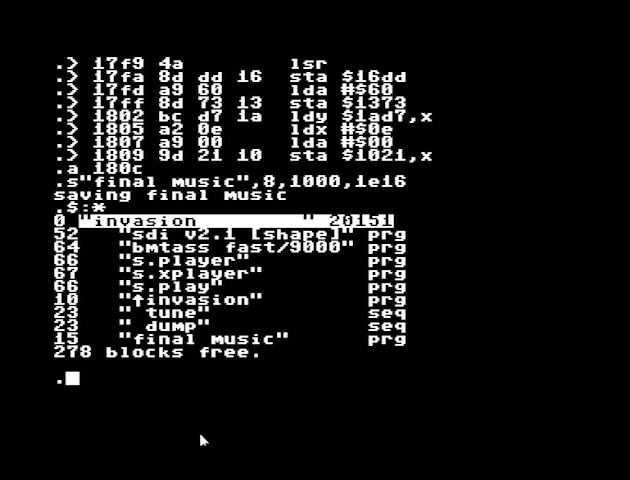 .> 17f9 4a lsr
.> 17fa 8d dd 16 sta $16dd
.> 17fd a9 60 lda #$60
.> 17ff 8d 73 13 sta $1373
.> 1802 bc d7 1a ldy $1ad7,x
.> 1805 a2 0e ldx #$0e
.> 1807 a9 00 lda #$00
.> 1809 9d 21 10 sta $1021,x
.a 180c
.s"final music",8,1000,1e16
saving final music
.$:*
0 "invasion " 20151
52 "sdi v2.1 [shape]" prg
64 "bmtass fast/9000" prg
66 "s.player" prg
67 "s.xplayer" prg
66 "s.play" prg
10 "↑invasion" prg
23 " tune" seq
23 " dump" seq
15 "final music" prg
278 blocks free.
.